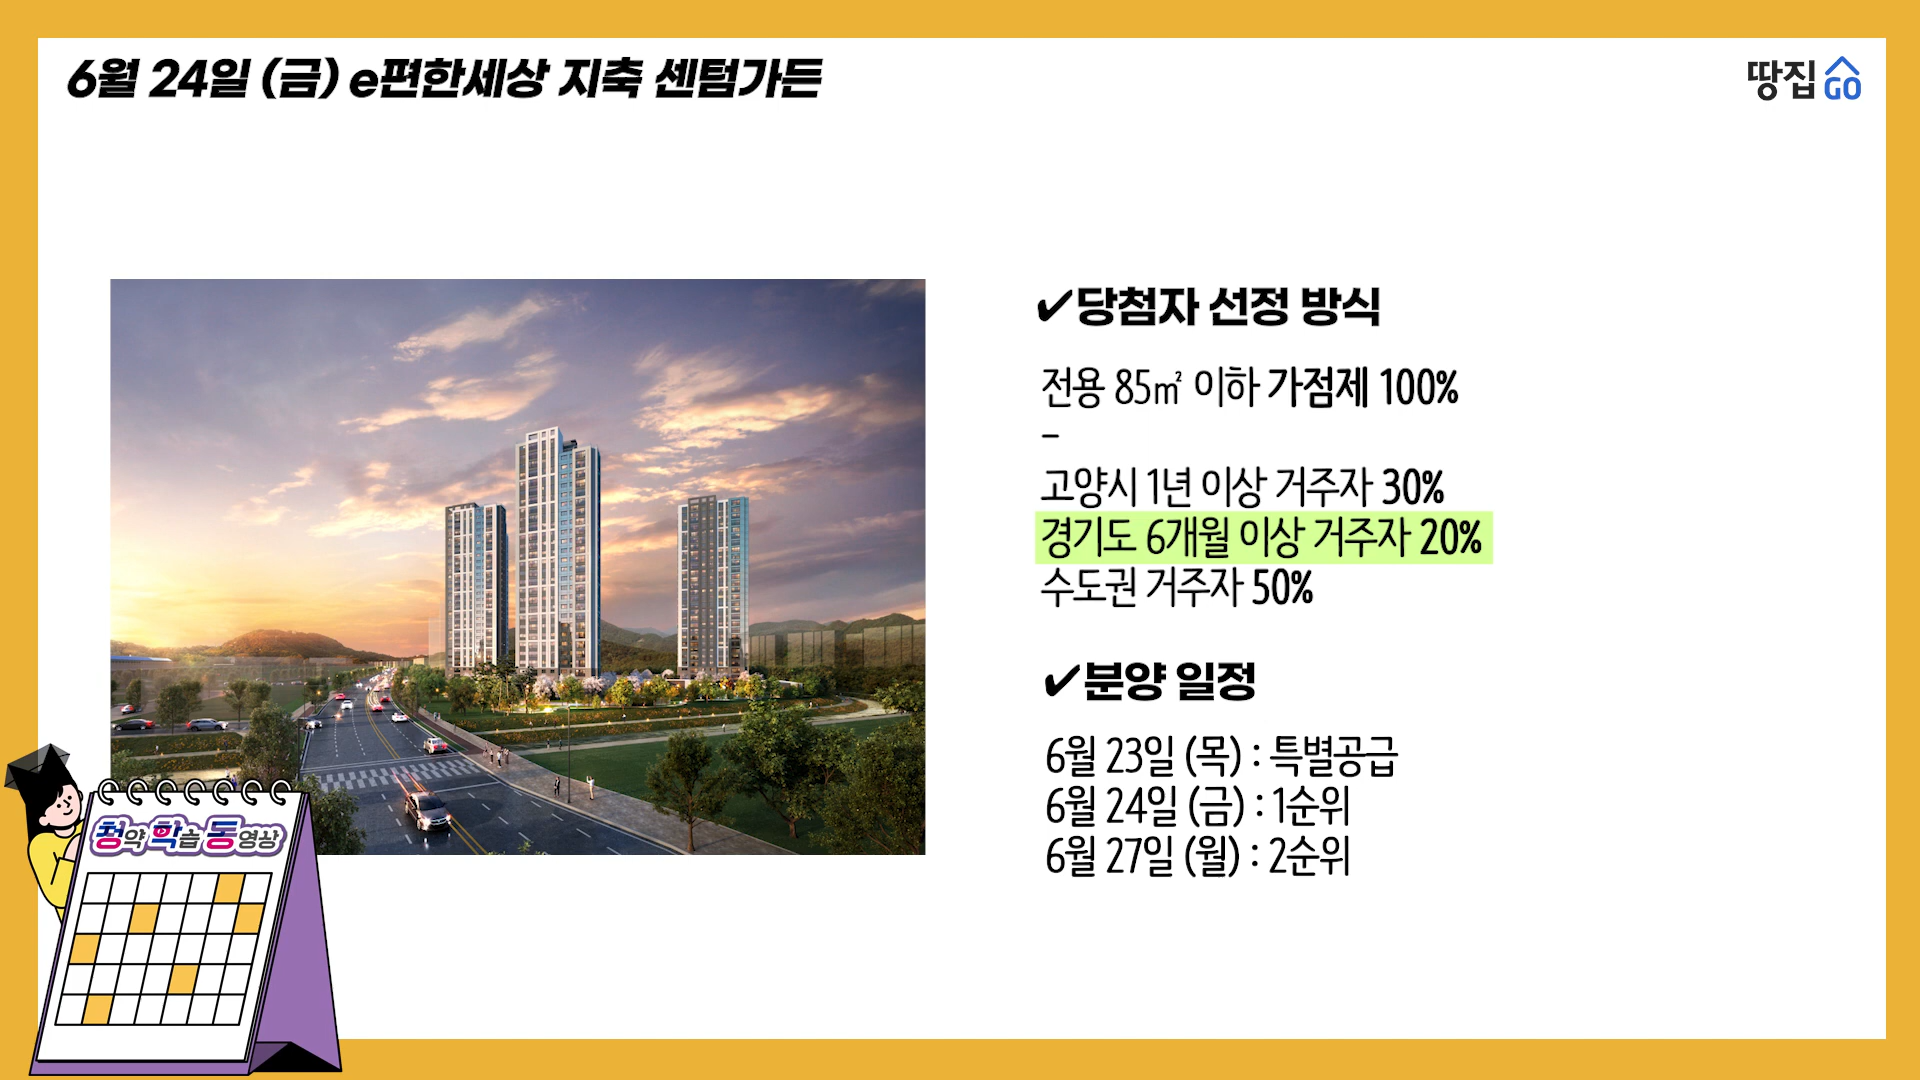 6월 24일 (금) e편한세상 지축 센텀가든
땅집GO
✔당첨자 선정 방식
전용 85㎡ 이하 가점제 100%
–
고양시 1년 이상 거주자 30%
경기도 6개월 이상 거주자 20%
수도권 거주자 50%
✔분양 일정
6월 23일 (목) : 특별공급
6월 24일 (금) : 1순위
6월 27일 (월) : 2순위
청약 학습 동영상